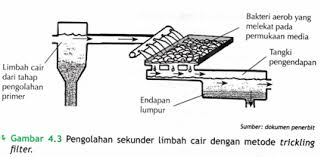 Bakteri aerob yang
melekat pada
permukaan media
Tangki
pengendapan
Limbah cair
dari tahap
pengolahan
primer
Endapan
lumpur
Sumber: dokumen penerbit
Gambar 4.3 Pengolahan sekunder limbah cair dengan metode trickling
filter.